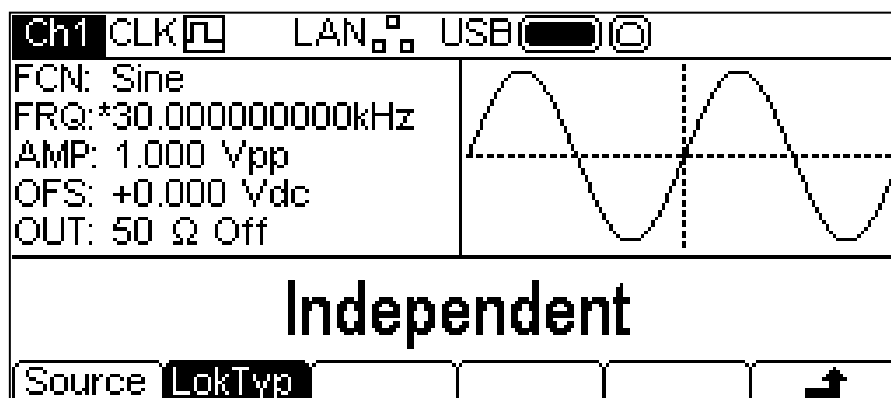 Ch1 CLK LAN USB
FCN: Sine
FRQ:*30.000000000kHz
AMP: 1.000 Vpp
OFS: +0.000 Vdc
OUT: 50 Ω Off
Independent
Source LokTyp